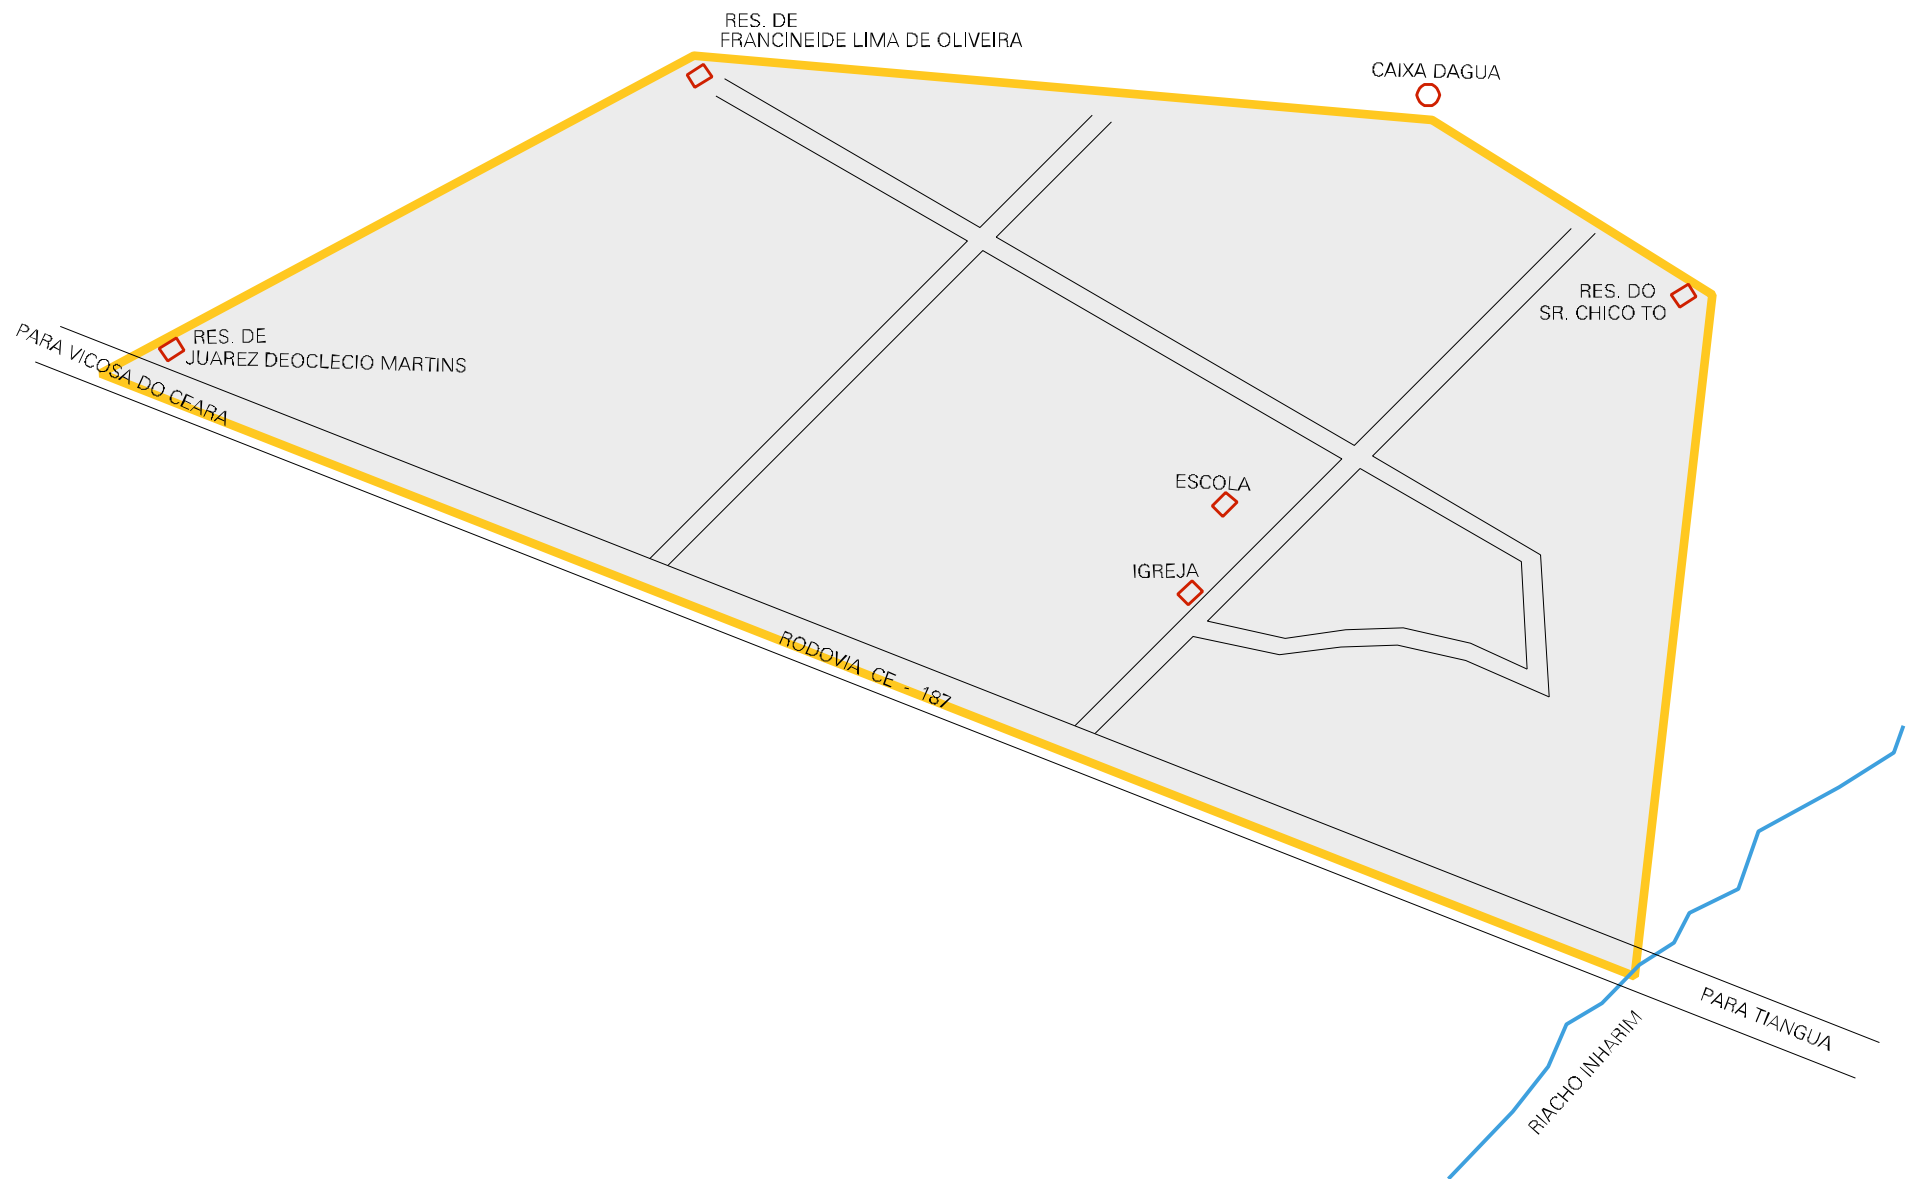 RES. DE
FRANCINEIDE LIMA DE OLIVEIRA
CAIXA DAGUA
RES. DO
SR. CHICO TO
PARA VICOSA DO CEARA
RES. DE
JUAREZ DEOCLECIO MARTINS
ESCOLA
IGREJA
RODOVIA CE - 187
PARA TIANGUA
RIACHO INHARIM